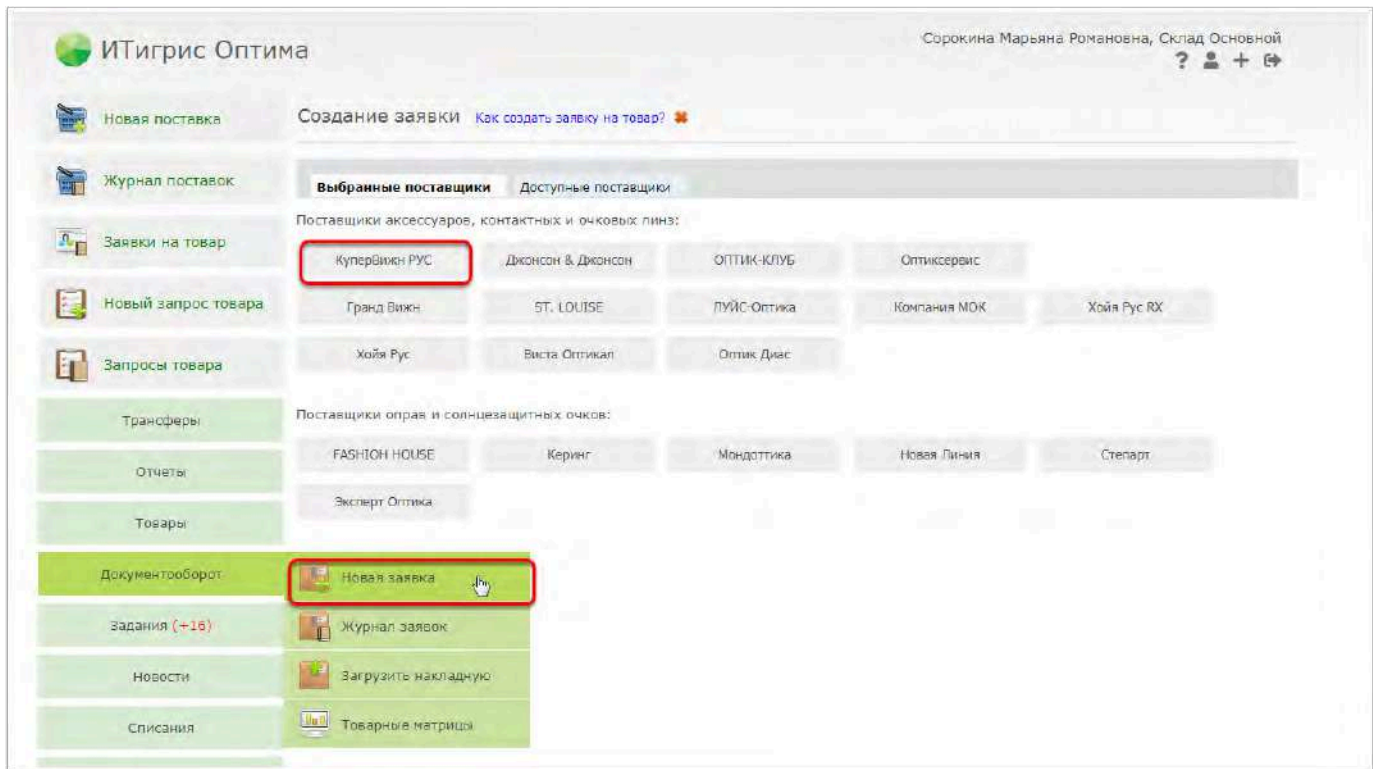 ИТигрис Оптима
Сорокина Марьяна Романовна, Склад Основной
Новая поставка
Журнал поставок
Заявки на товар
Новый запрос товара
Запросы товара
Трансферы
Отчеты
Товары
Документооборот
Задания (+16)
Новости
Списания
Создание заявки Как создать заявку на товар?
Выбранные поставщики Доступные поставщики
Поставщики аксессуаров, контактных и очковых линз:
КуперВижн РУС Джонсон & Джонсон ОПТИК-КЛУБ Оптиксервис
Гранд Вижн ST. LOUISE ЛУЙС-Оптика Компания МОК Хойя Рус RX
Хойя Рус Виста Оптикал Оптик Диас
Поставщики оправ и солнцезащитных очков:
FASHION HOUSE Керинг Мондоттика Новая Линия Степарт
Эксперт Оптика
Новая заявка
Журнал заявок
Загрузить накладную
Товарные матрицы